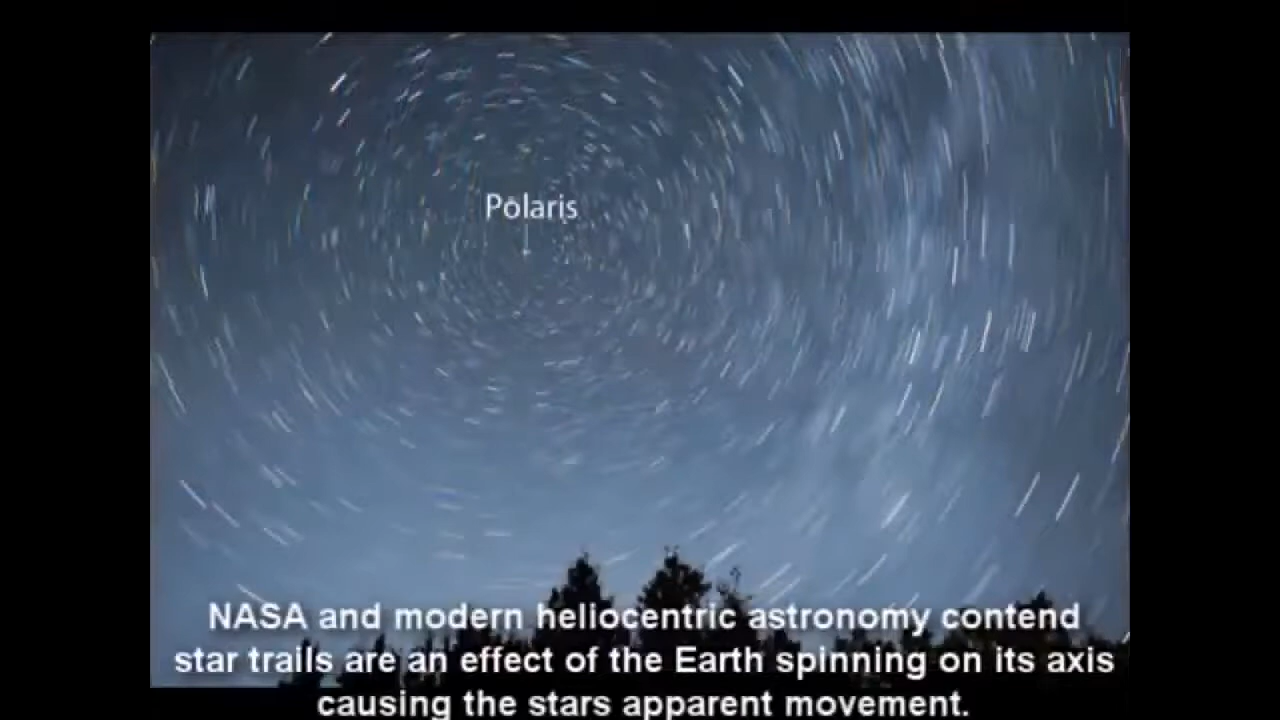 Polaris
NASA and modern heliocentric astronomy contend
star trails are an effect of the Earth spinning on its axis
causing the stars apparent movement.